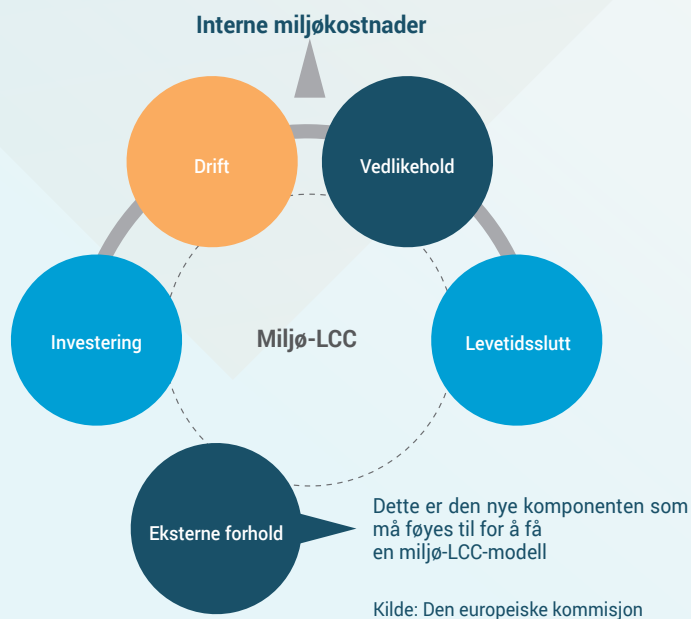 Interne miljøkostnader
Drift
Vedlikehold
Investering
Miljø-LCC
Levetidsslutt
Eksterne forhold
Dette er den nye komponenten som
må føyes til for å få
en miljø-LCC-modell
Kilde: Den europeiske kommisjon